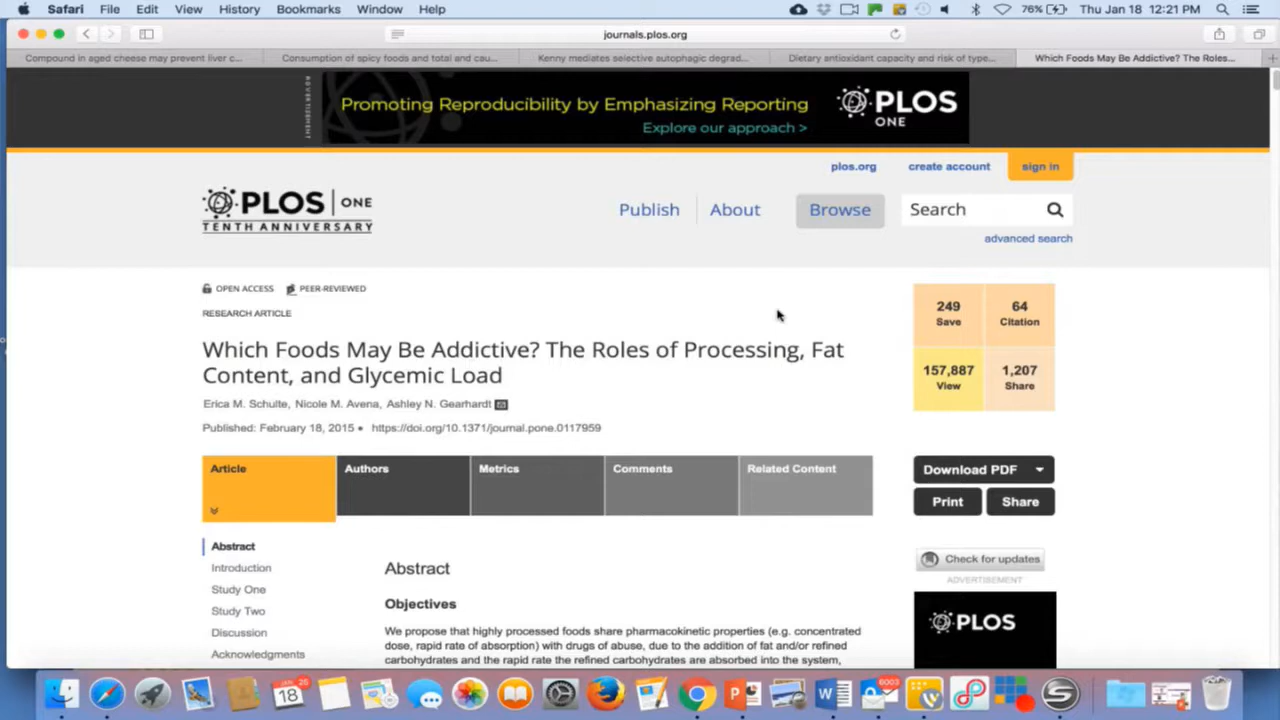 Safari File Edit View History Bookmarks Window Help 76% Thu Jan 18 12:21 PM
journals.plos.org
Compound in aged cheese may prevent liver c... Consumption of spicy foods and total and cau... Kenny mediates selective autophagic degrad... Dietary antioxidant capacity and risk of type... Which Foods May Be Addictive? The Roles...
ADVERTISEMENT
Promoting Reproducibility by Emphasizing Reporting
Explore our approach >
PLOS
ONE
plos.org create account sign in
PLOS ONE
TENTH ANNIVERSARY
Publish About Browse Search
advanced search
OPEN ACCESS PEER-REVIEWED
RESEARCH ARTICLE
Which Foods May Be Addictive? The Roles of Processing, Fat
Content, and Glycemic Load
Erica M. Schulte, Nicole M. Avena, Ashley N. Gearhardt
Published: February 18, 2015 • https://doi.org/10.1371/journal.pone.0117959
249 64
Save Citation
157,887 1,207
View Share
Article Authors Metrics Comments Related Content
Download PDF
Print Share
Abstract
Introduction
Study One
Study Two
Discussion
Acknowledgments
Abstract
Objectives
We propose that highly processed foods share pharmacokinetic properties (e.g. concentrated
dose, rapid rate of absorption) with drugs of abuse, due to the addition of fat and/or refined
carbohydrates and the rapid rate the refined carbohydrates are absorbed into the system,
Check for updates
ADVERTISEMENT
PLOS
18
6003